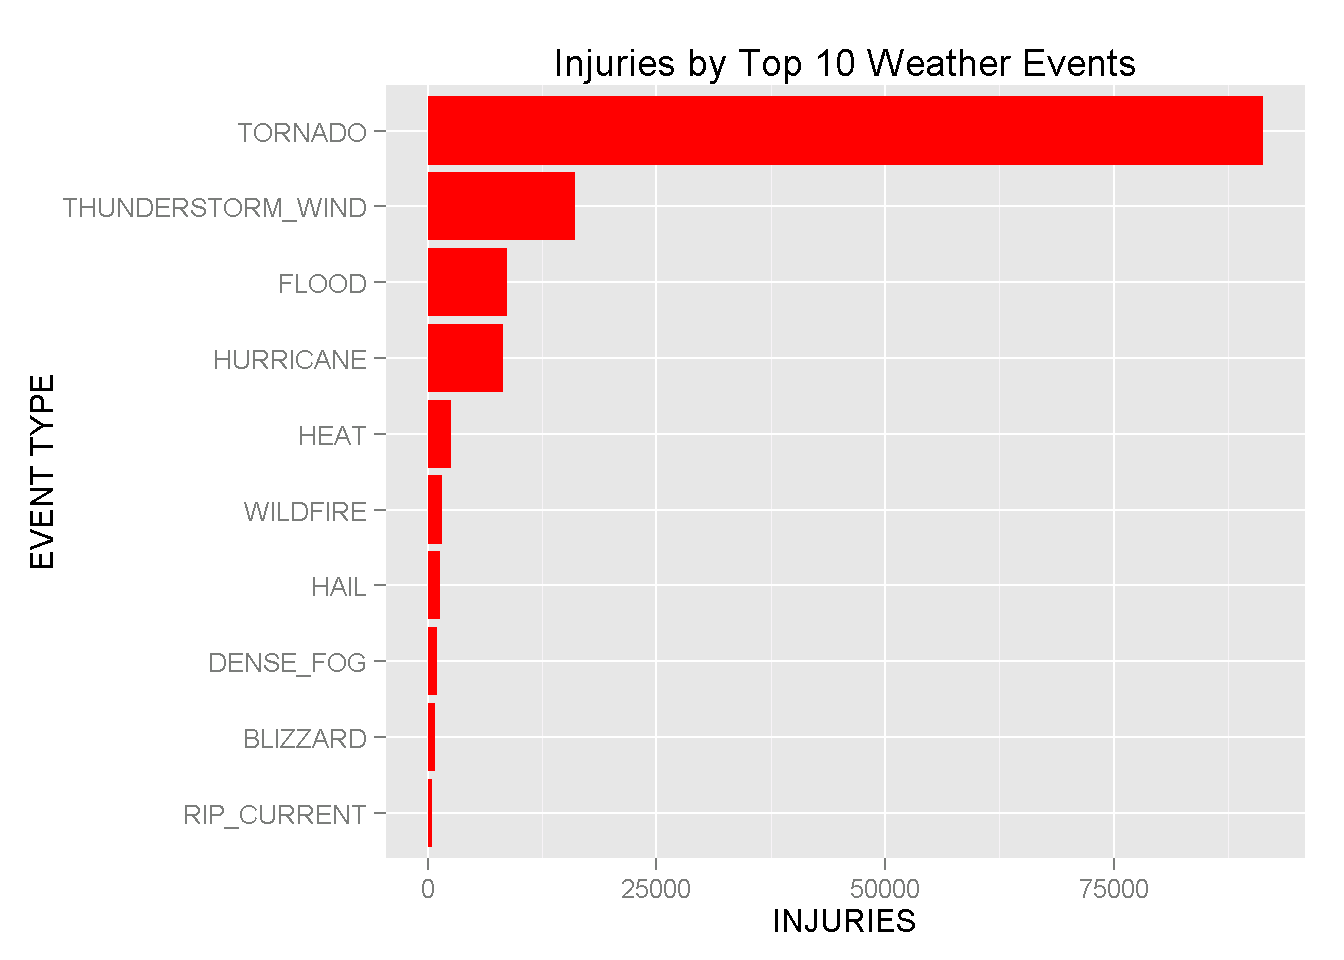 Injuries by Top 10 Weather Events
TORNADO
THUNDERSTORM_WIND
FLOOD
HURRICANE
HEAT
WILDFIRE
HAIL
DENSE_FOG
BLIZZARD
RIP_CURRENT
EVENT TYPE
0 25000 50000 75000
INJURIES